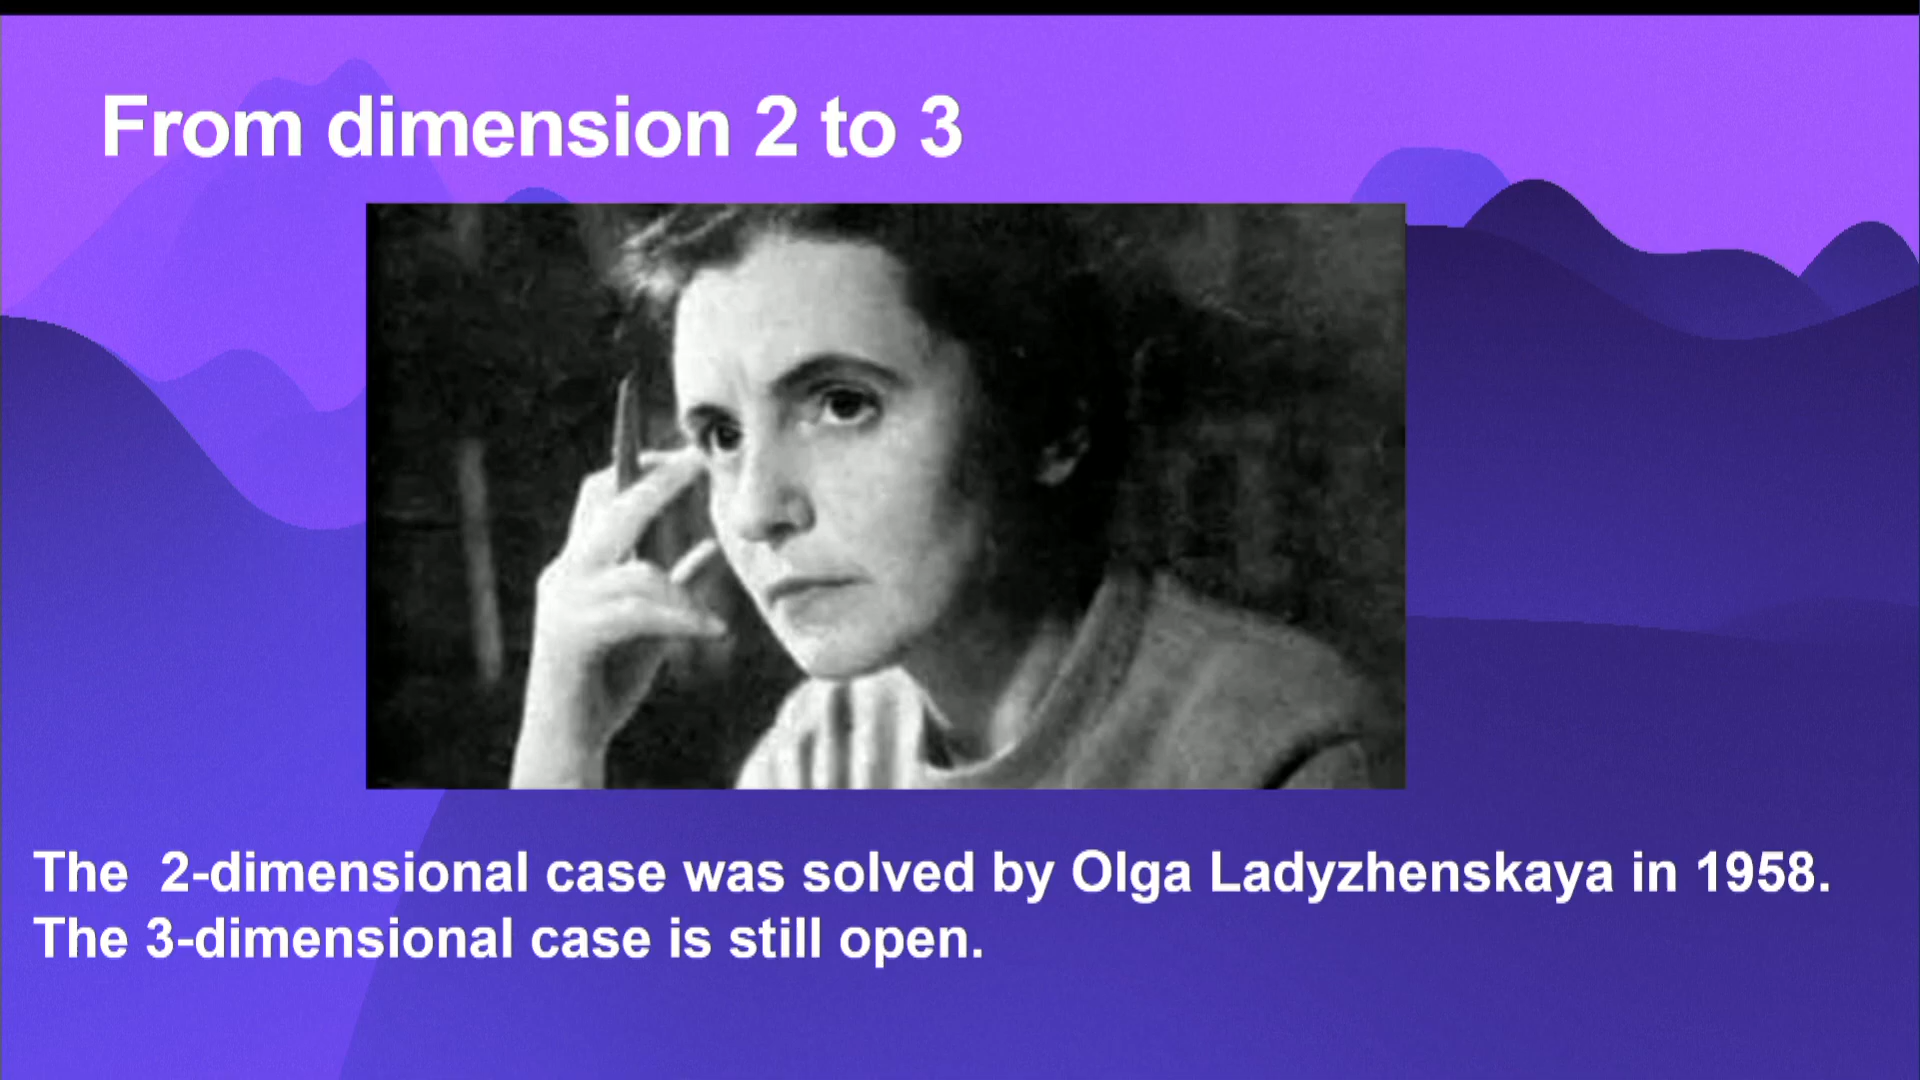 From dimension 2 to 3
The 2-dimensional case was solved by Olga Ladyzhenskaya in 1958.
The 3-dimensional case is still open.